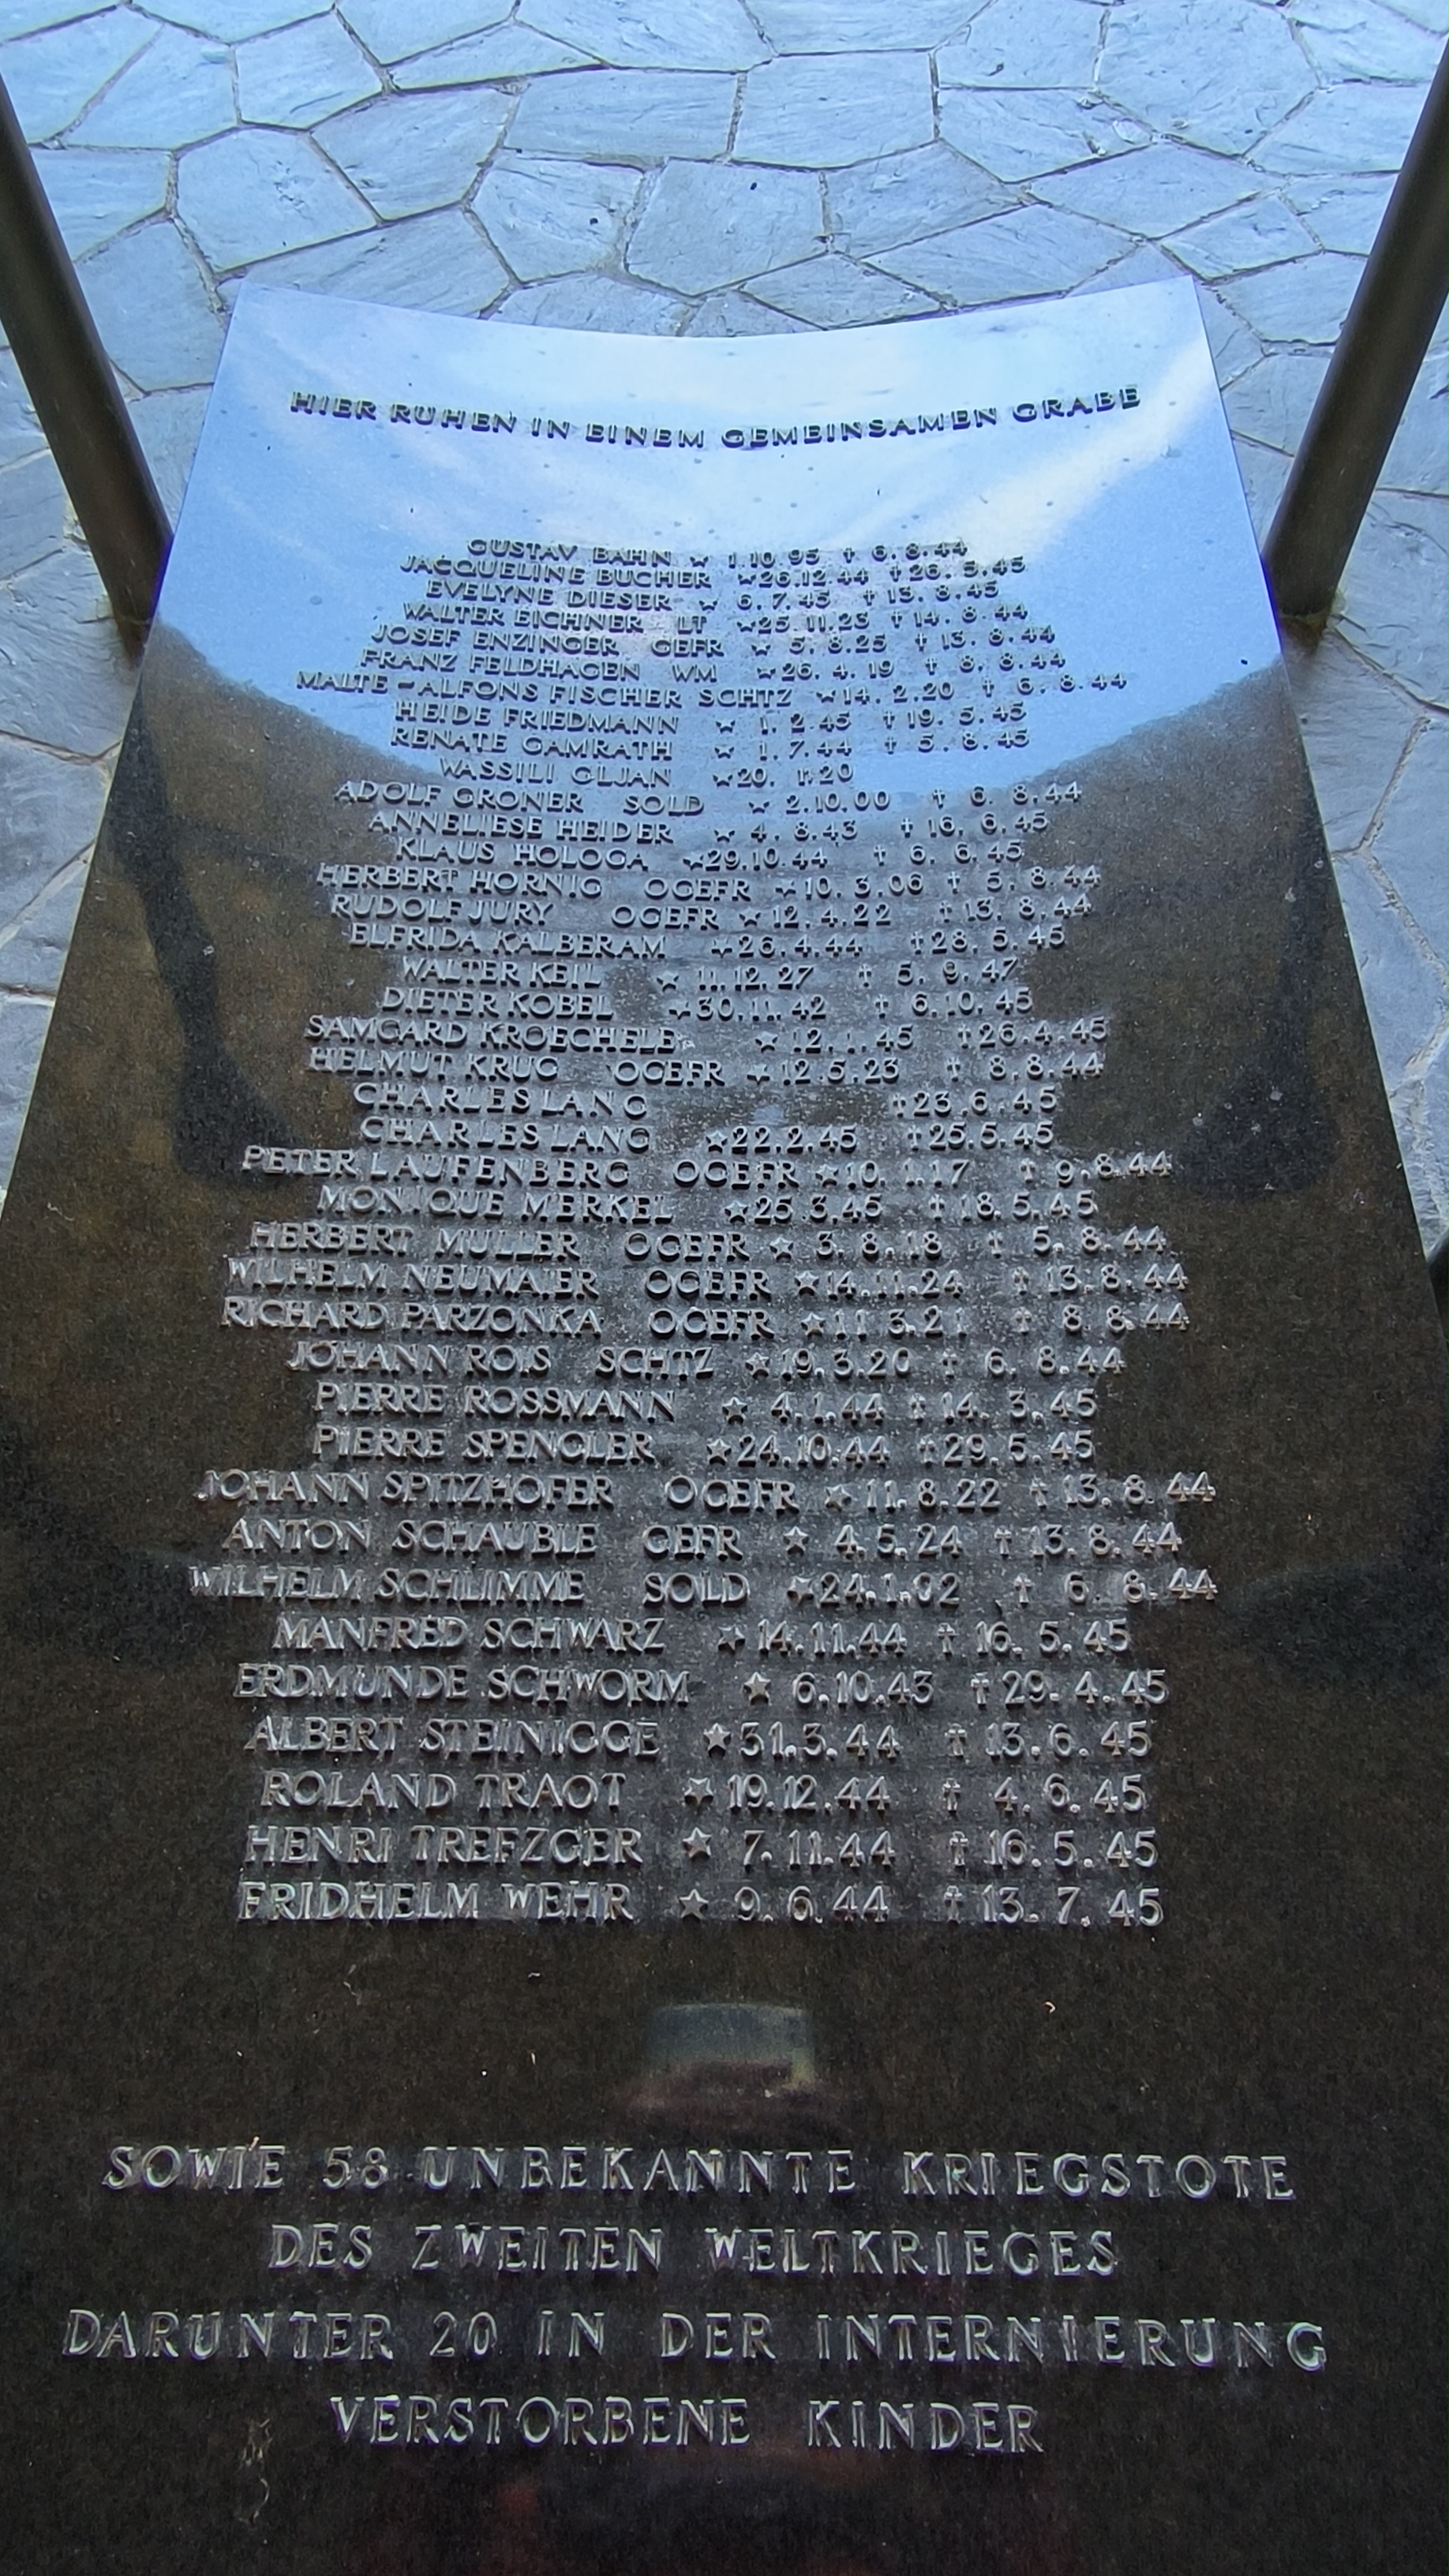 HIER RUHEN IN EINEM GEMEINSAMEN GRABE
GUSTAV BAHN ☆ 1.10.95 † 6.8.44
JACQUELINE BUCHER ☆ 26.12.44 † 26.5.45
EVELYNE DIESER ☆ 6.7.45 † 13.8.45
WALTER EICHNER LT ☆ 25.11.23 † 14.8.44
JOSEF ENZINGER GEFR ☆ 5.8.25 † 13.8.44
FRANZ FELDHAGEN WM ☆ 26.4.19 † 8.8.44
MALTE-ALFONS FISCHER SCHTZ ☆ 14.2.20 † 6.8.44
HEIDE FRIEDMANN ☆ 1.2.45 † 19.5.45
RENATE GAMRATH ☆ 1.7.44 † 5.8.45
WASSILI GLJAN ☆ 20.11.20
ADOLF GRÖNER SOLD ☆ 2.10.00 † 6.8.44
ANNELIESE HEIDER ☆ 4.8.43 † 16.6.45
KLAUS HOLOGA ☆ 29.10.44 † 6.6.45
HERBERT HORNIG OGEFR ☆ 10.3.06 † 5.8.44
RUDOLF JURY OGEFR ☆ 12.4.22 † 13.8.44
ELFRIDA KALBERAM ☆ 26.4.44 † 28.5.45
WALTER KEIL ☆ 11.12.27 † 5.9.47
DIETER KOBEL ☆ 30.11.42 † 6.10.45
SAMGARD KROECHELE ☆ 12.1.45 † 26.4.45
HELMUT KRUG OGEFR ☆ 12.5.23 † 8.8.44
CHARLES LANG † 23.6.45
CHARLES LANG ☆ 22.2.45 † 25.5.45
PETER LAUFENBERG OGEFR ☆ 10.1.17 † 9.8.44
MONIQUE MERKEL ☆ 25.3.45 † 18.5.45
HERBERT MÜLLER OGEFR ☆ 3.8.18 † 5.8.44
WILHELM NEUMAIER OGEFR ☆ 14.11.24 † 13.8.44
RICHARD PARZONKA OGEFR ☆ 11.3.21 † 8.8.44
JOHANN ROIS SCHTZ ☆ 19.3.20 † 6.8.44
PIERRE ROSSMANN ☆ 4.1.44 † 14.3.45
PIERRE SPENGLER ☆ 24.10.44 † 29.5.45
JOHANN SPITZHOFER OGEFR ☆ 11.8.22 † 13.8.44
ANTON SCHÄUBLE GEFR ☆ 4.5.24 † 13.8.44
WILHELM SCHLIMME SOLD ☆ 24.1.02 † 6.8.44
MANFRED SCHWARZ ☆ 14.11.44 † 16.5.45
ERDMUNDE SCHWORM ☆ 6.10.43 † 29.4.45
ALBERT STEINIGGE ☆ 31.3.44 † 13.6.45
ROLAND TRAOT ☆ 19.12.44 † 4.6.45
HENRI TREFZGER ☆ 7.11.44 † 16.5.45
FRIDHELM WEHR ☆ 9.6.44 † 13.7.45
SOWIE 58 UNBEKANNTE KRIEGSTOTE
DES ZWEITEN WELTKRIEGES
DARUNTER 20 IN DER INTERNIERUNG
VERSTORBENE KINDER